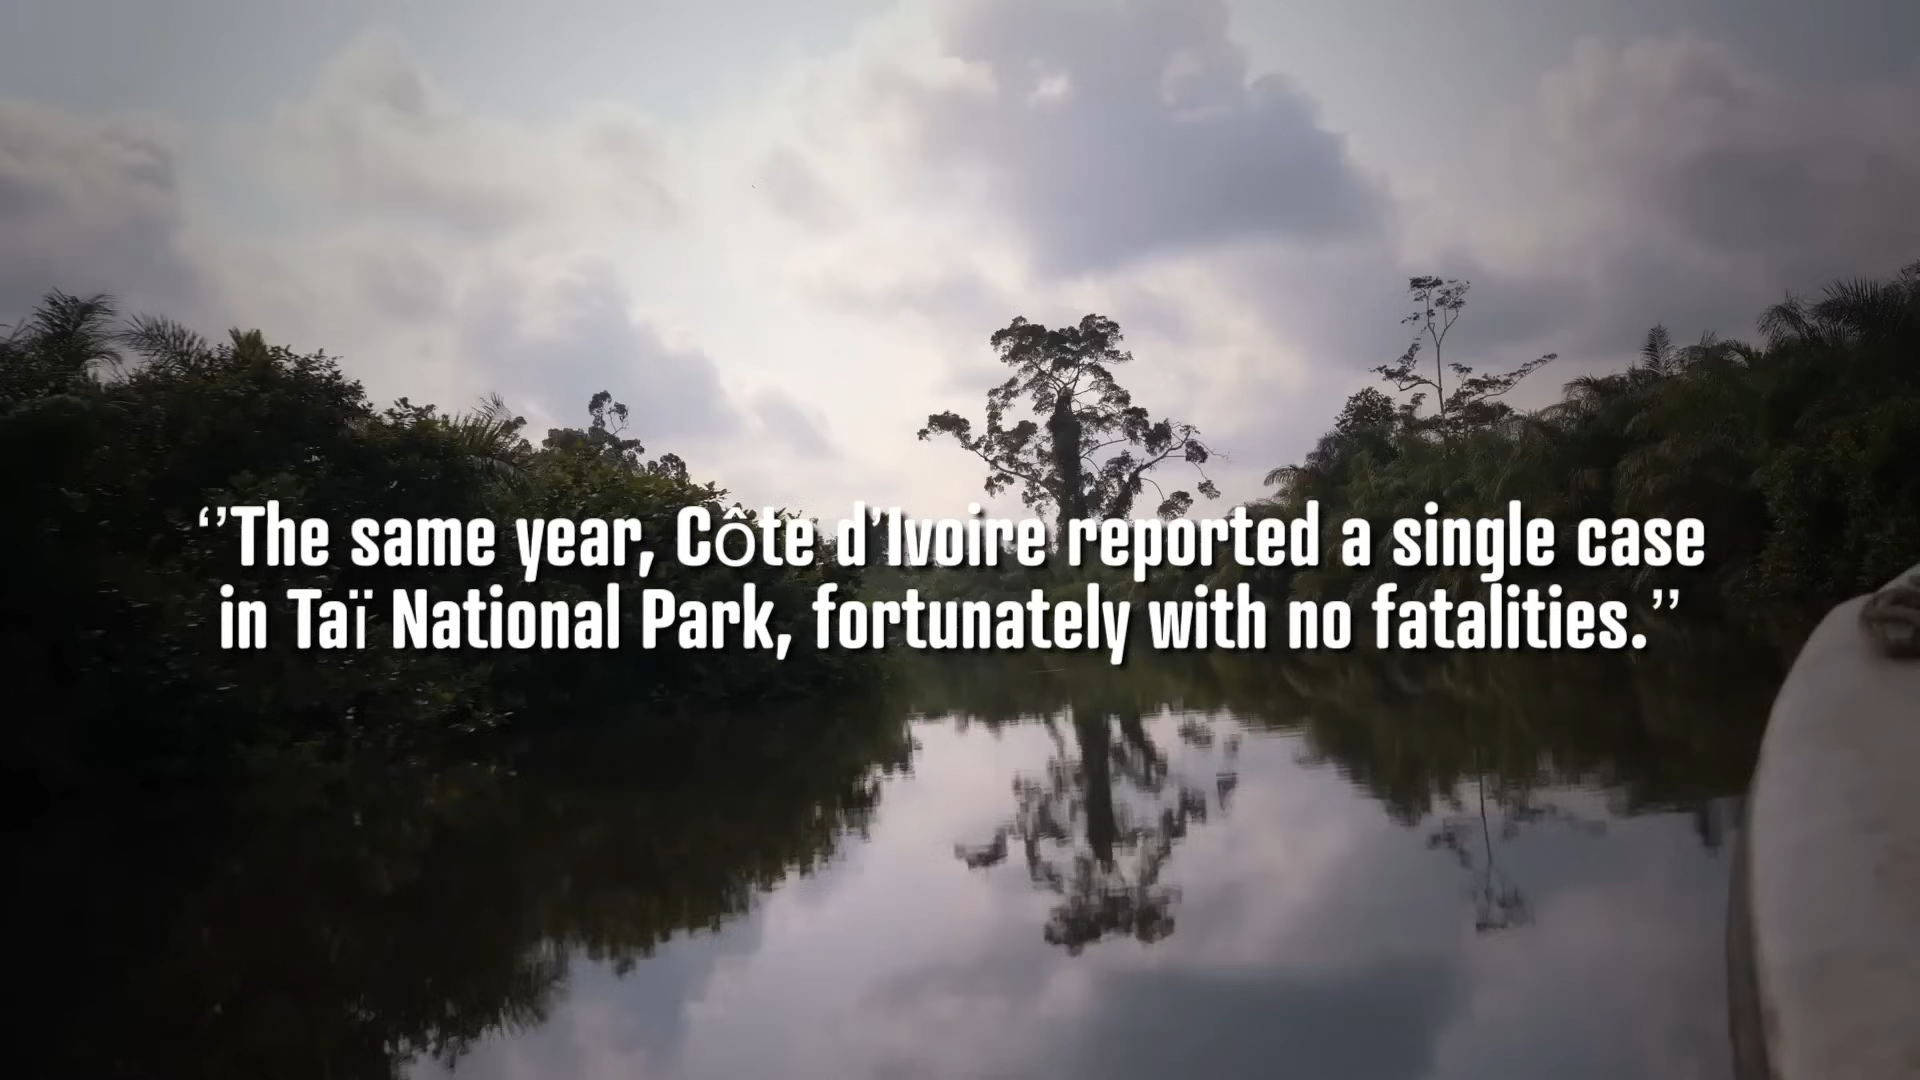 ‘’The same year, Côte d’Ivoire reported a single case
in Taï National Park, fortunately with no fatalities.’’